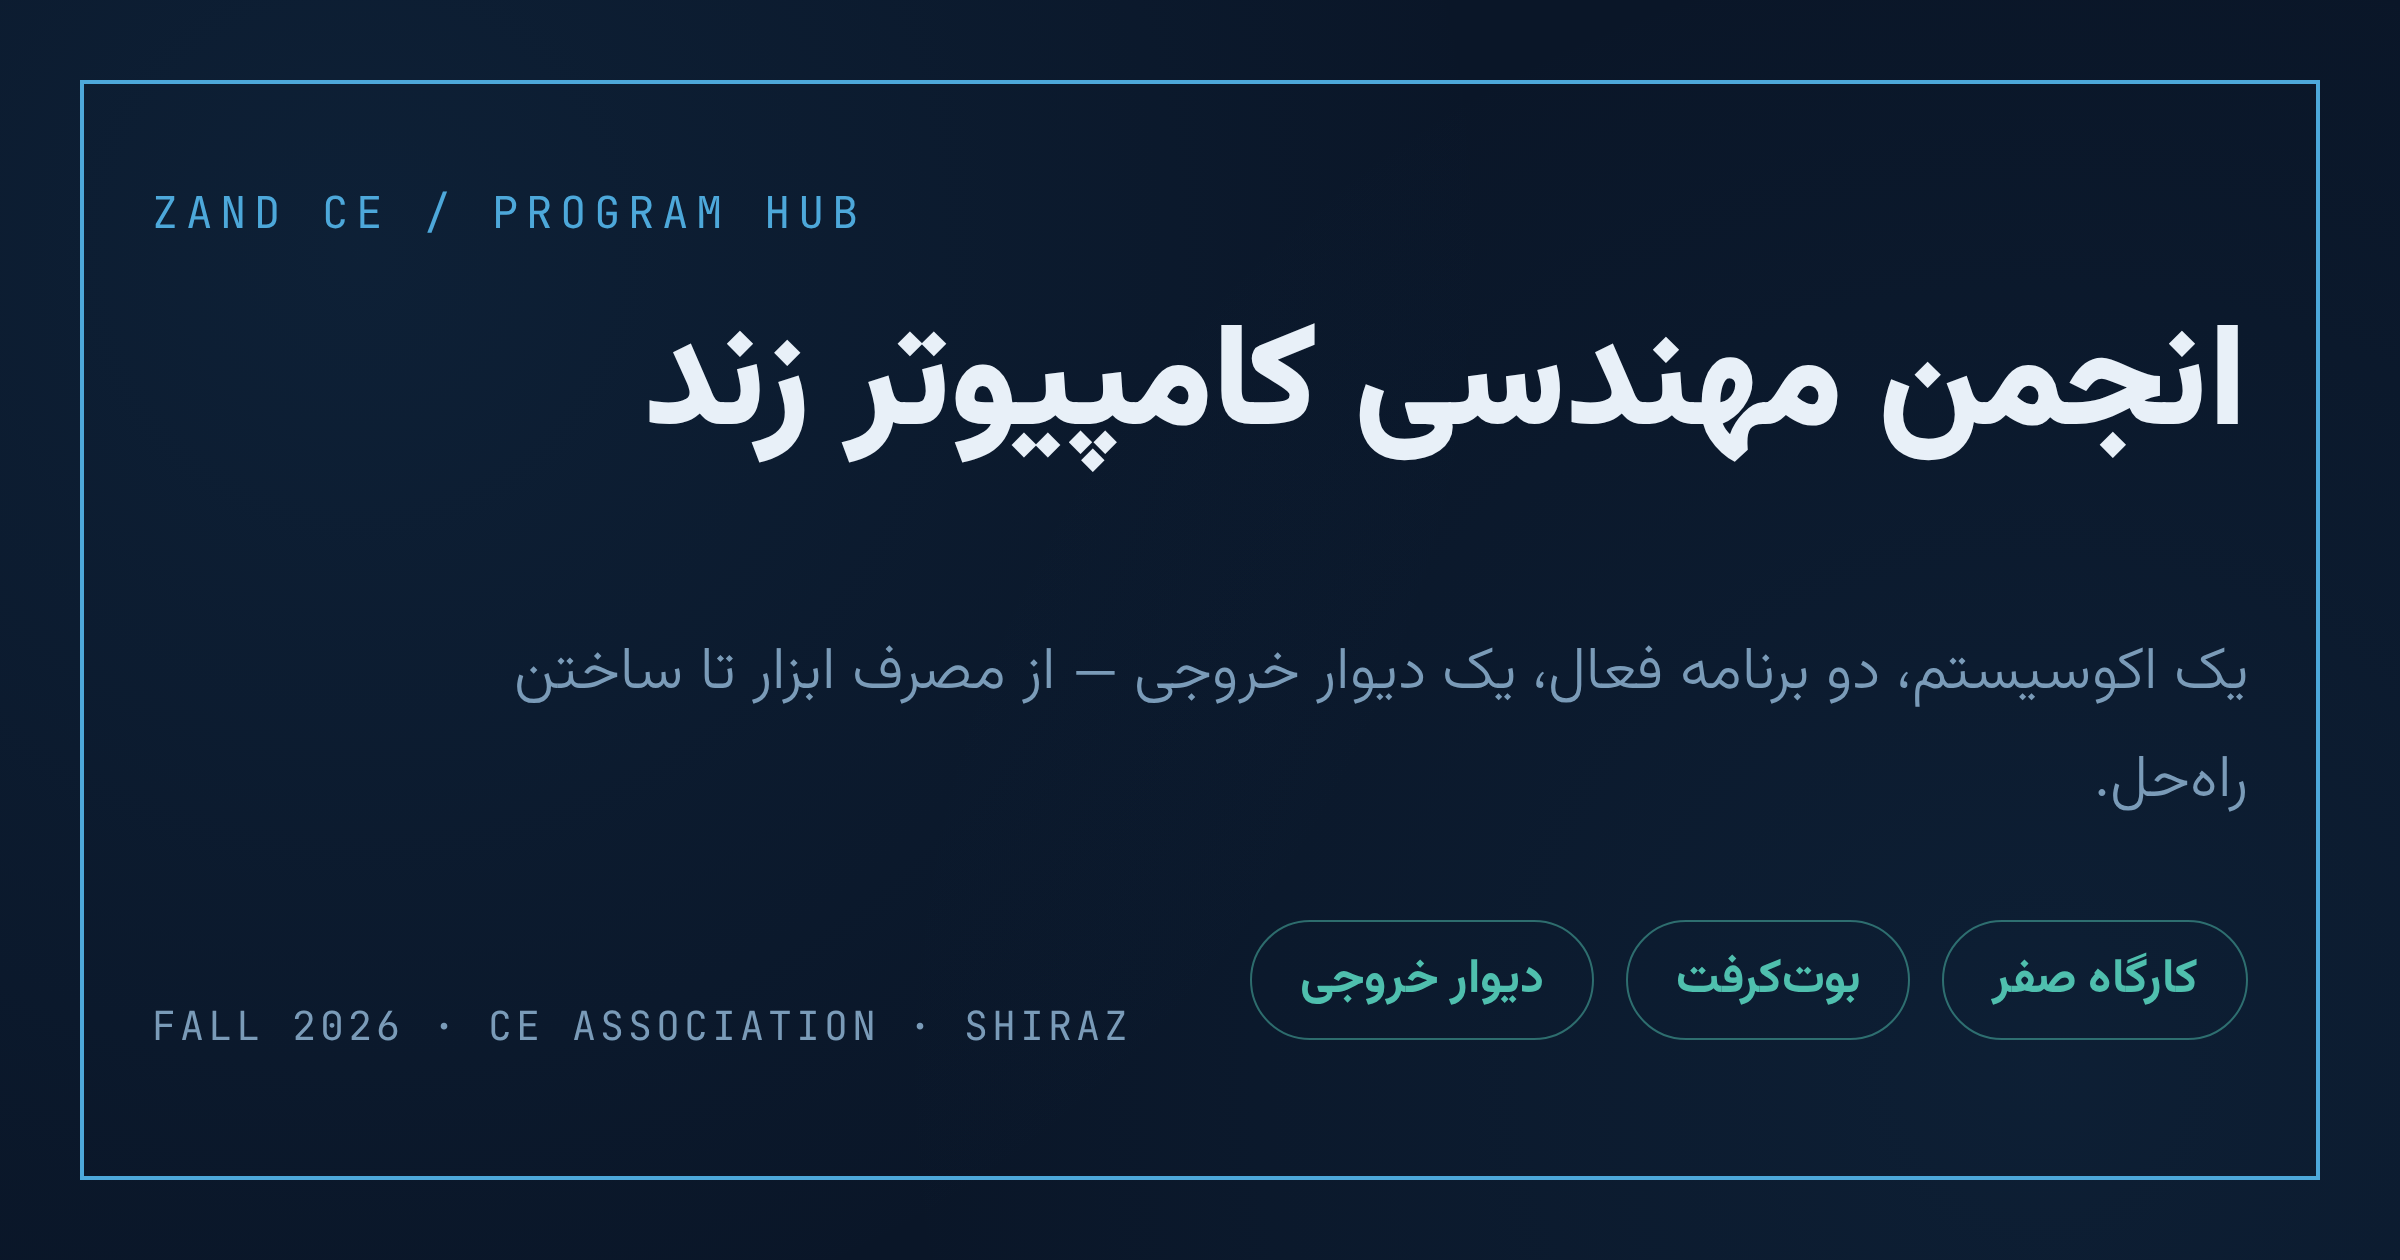 ZAND CE / PROGRAM HUB
انجمن مهندسی کامپیوتر زند
یک اکوسیستم، دو برنامه فعال، یک دیوار خروجی — از مصرف ابزار تا ساختن
راه‌حل.
کارگاه صفر
بوت‌کرفت
دیوار خروجی
FALL 2026 · CE ASSOCIATION · SHIRAZ